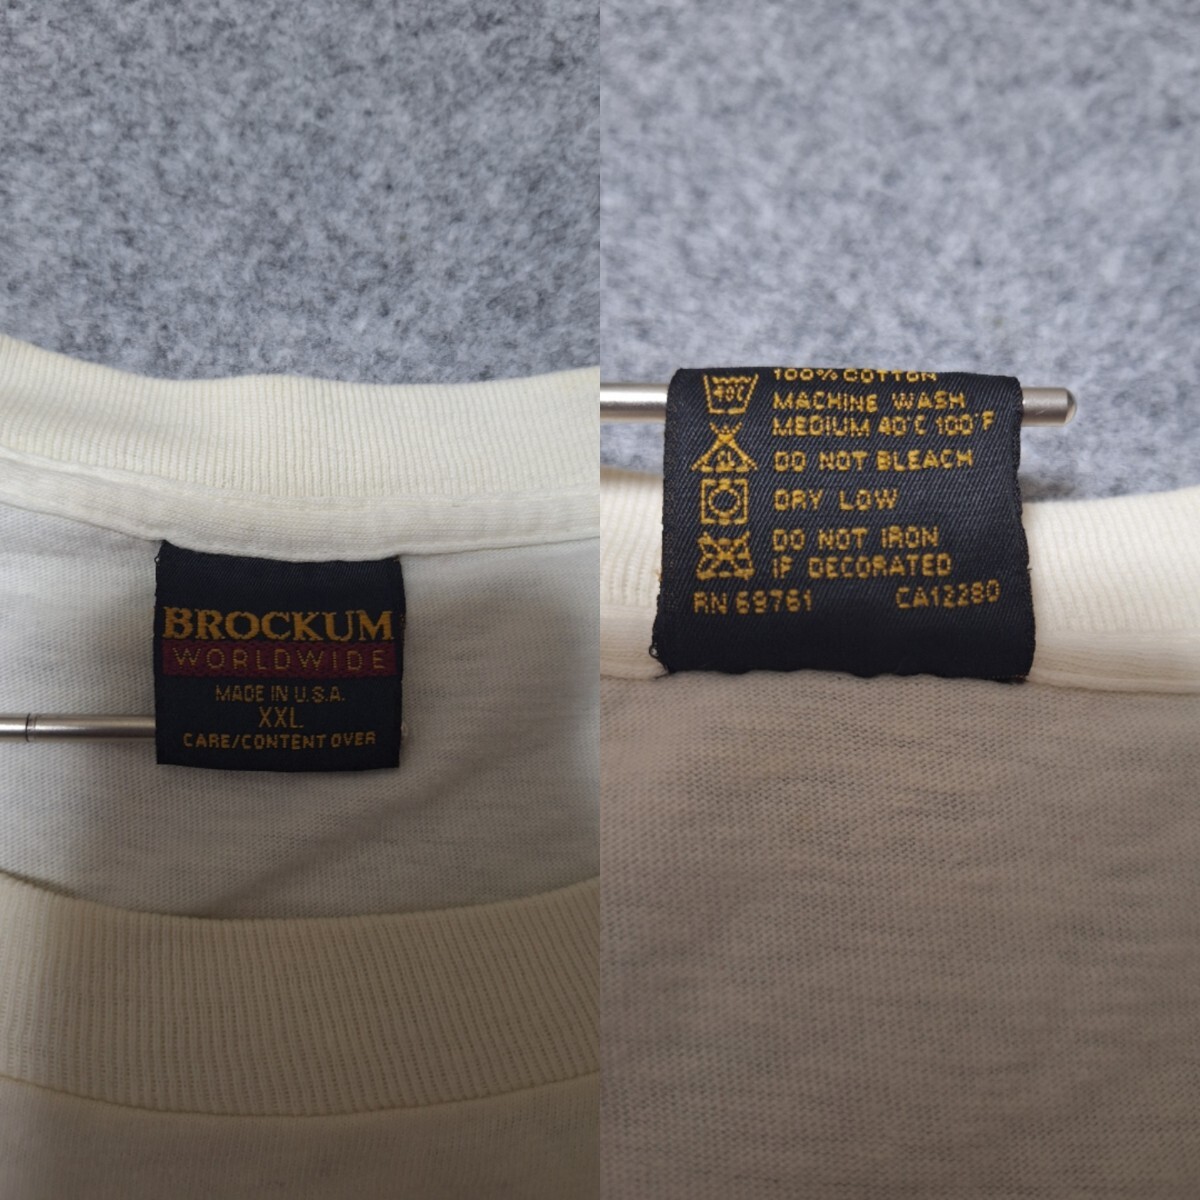 BROCKUM
WORLDWIDE
MADE IN U.S.A.
XXL
CARE/CONTENT OVER
100% COTTON
40C
MACHINE WASH
MEDIUM 40°C 100°F
DO NOT BLEACH
DRY LOW
DO NOT IRON
IF DECORATED
RN 69761 CA12280